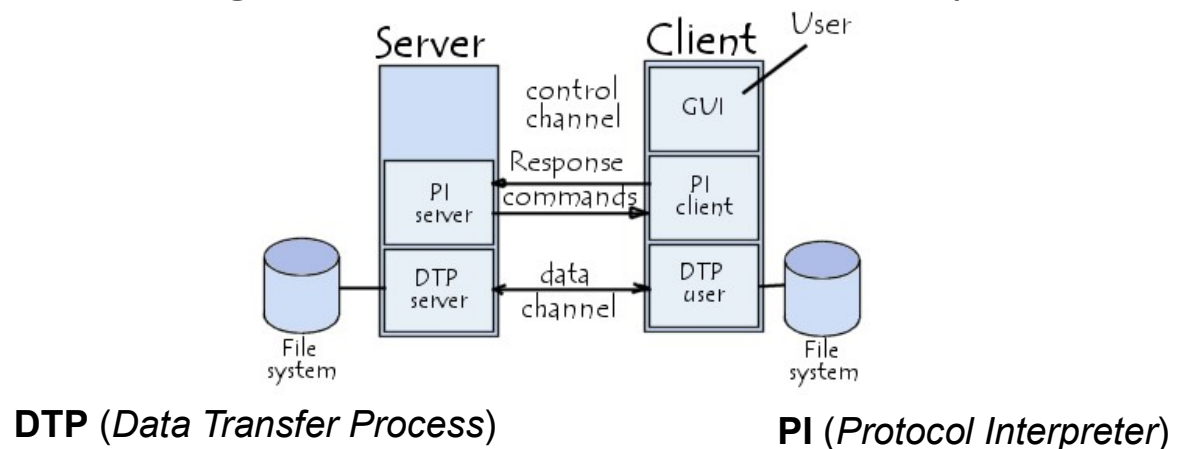 User
Server
Client
control
channel
GUI
Response
commands
PI
server
PI
client
DTP
server
data
channel
DTP
user
File
system
File
system
DTP (Data Transfer Process)
PI (Protocol Interpreter)